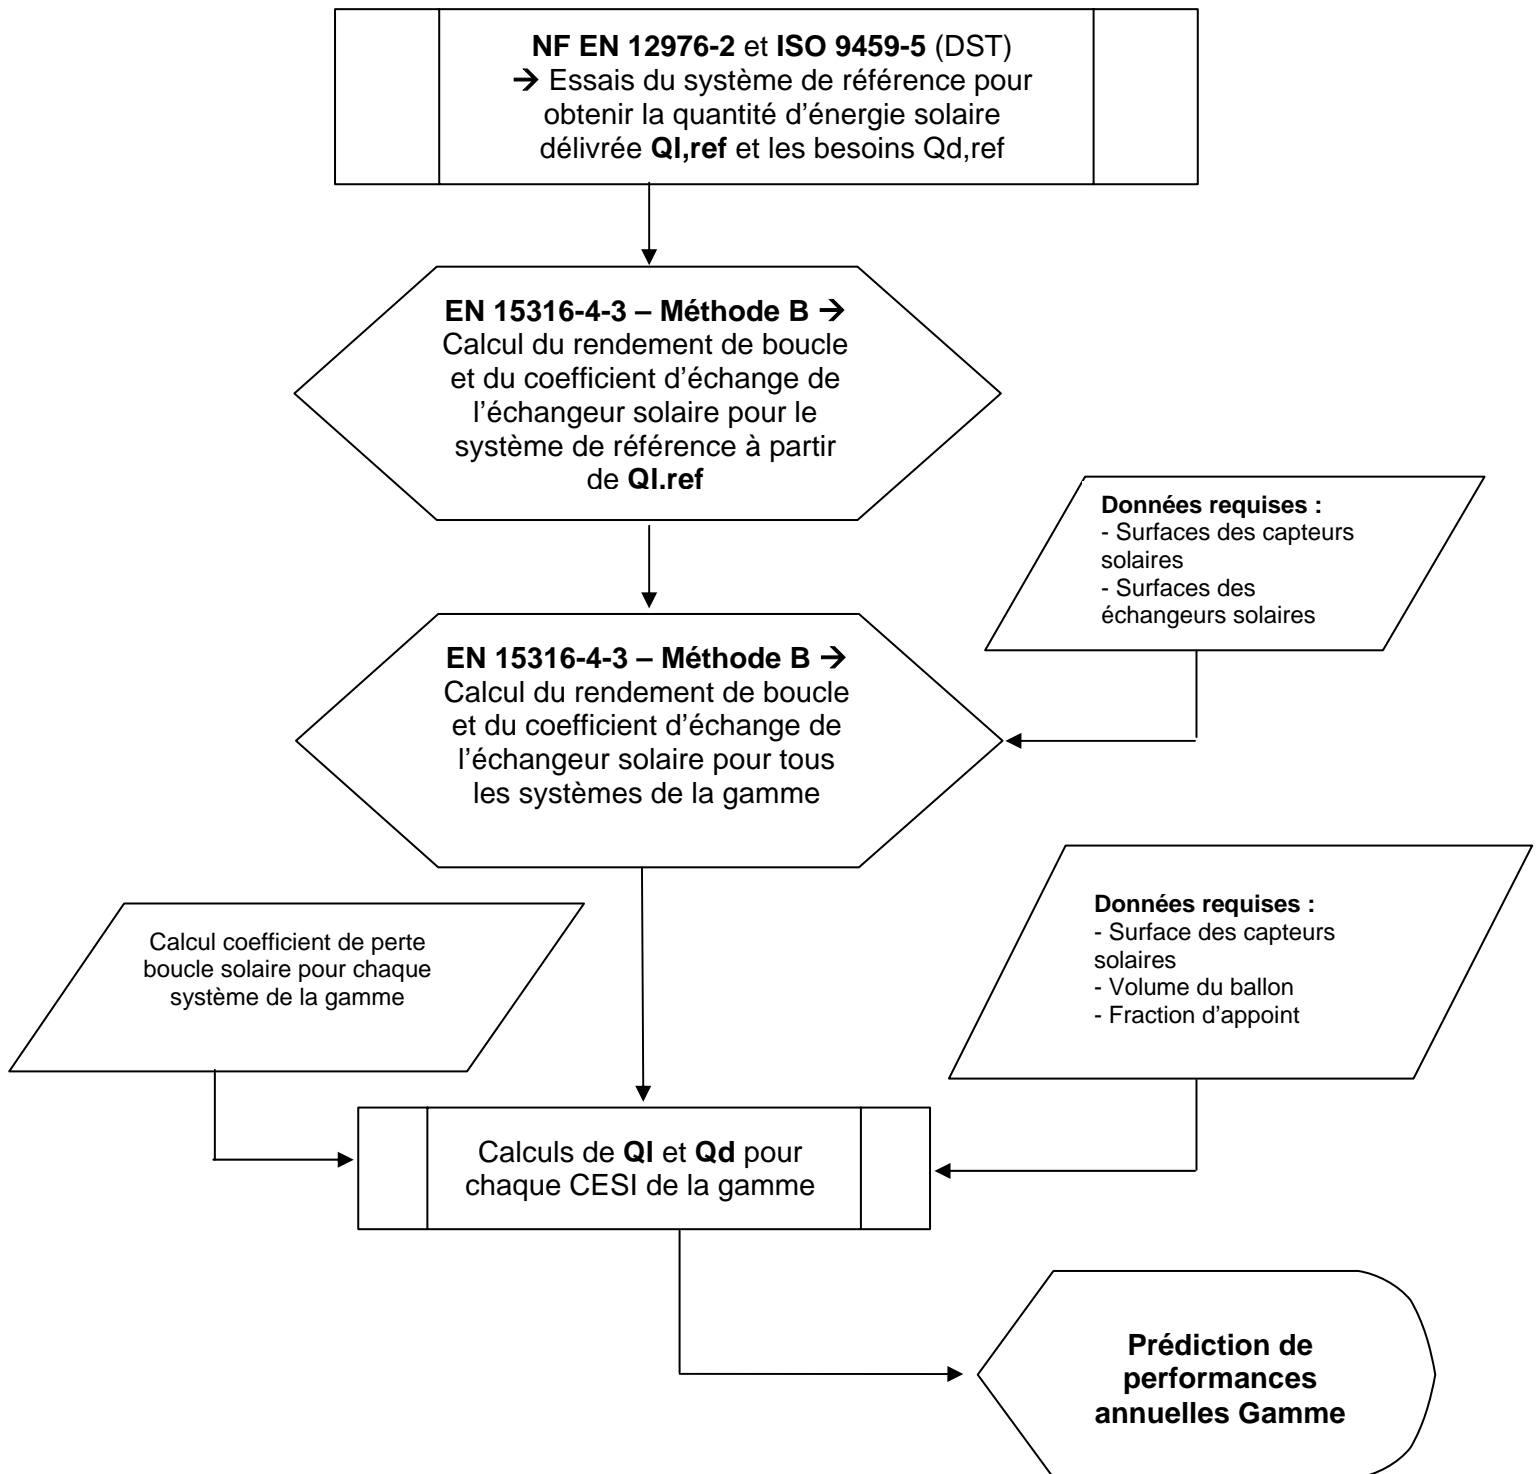 NF EN 12976-2 et ISO 9459-5 (DST)
→ Essais du système de référence pour
obtenir la quantité d’énergie solaire
délivrée Ql,ref et les besoins Qd,ref
EN 15316-4-3 – Méthode B →
Calcul du rendement de boucle
et du coefficient d’échange de
l’échangeur solaire pour le
système de référence à partir
de Ql.ref
Données requises :
- Surfaces des capteurs
solaires
- Surfaces des
échangeurs solaires
EN 15316-4-3 – Méthode B →
Calcul du rendement de boucle
et du coefficient d’échange de
l’échangeur solaire pour tous
les systèmes de la gamme
Calcul coefficient de perte
boucle solaire pour chaque
système de la gamme
Données requises :
- Surface des capteurs
solaires
- Volume du ballon
- Fraction d’appoint
Calculs de Ql et Qd pour
chaque CESI de la gamme
Prédiction de
performances
annuelles Gamme